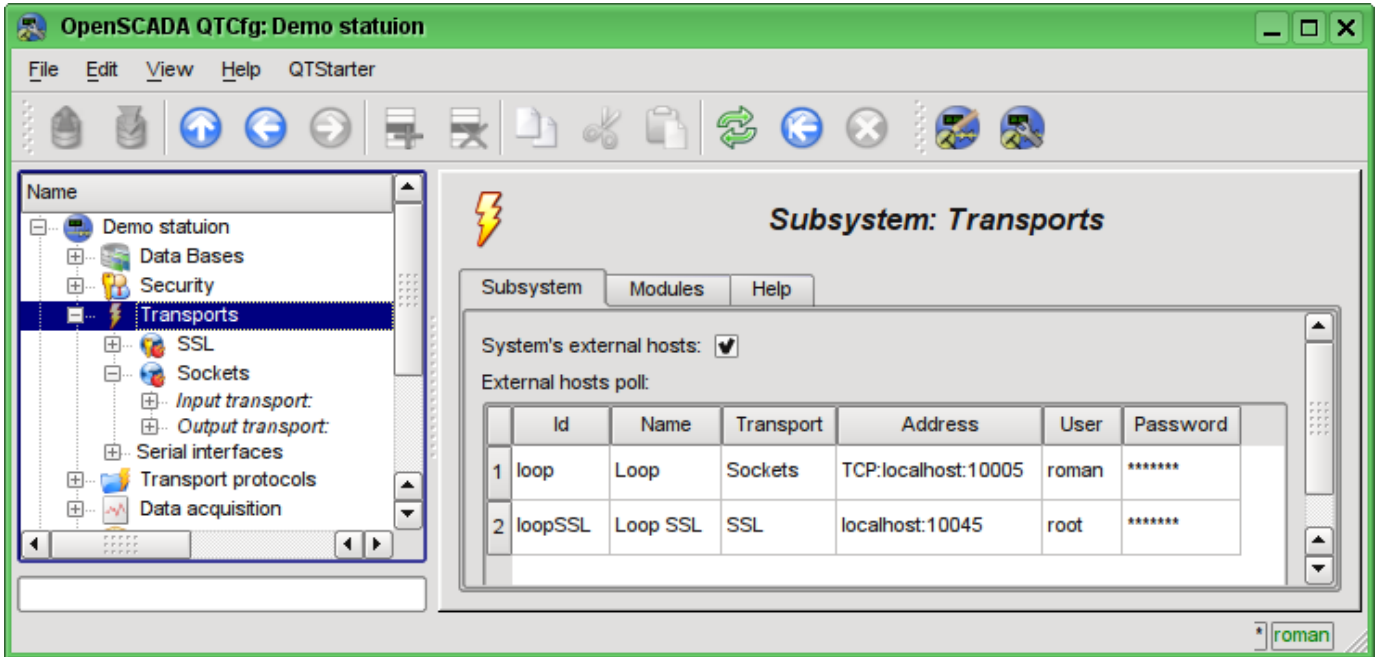 OpenSCADA QTCfg: Demo statuion
File Edit View Help QTStarter
Name
Demo statuion
Data Bases
Security
Transports
SSL
Sockets
Input transport:
Output transport:
Serial interfaces
Transport protocols
Data acquisition
Subsystem: Transports
Subsystem Modules Help
System's external hosts:
External hosts poll:
Id Name Transport Address User Password
1 loop Loop Sockets TCP:localhost:10005 roman *******
2 loopSSL Loop SSL SSL localhost:10045 root *******
* roman